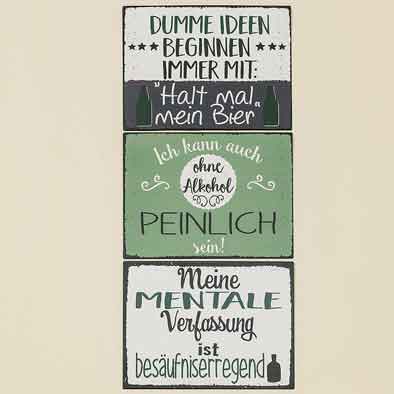 DUMME IDEEN
BEGINNEN
IMMER MIT:
"Halt mal,
mein Bier"
Ich kann auch
ohne
Alkohol
PEINLICH
sein!
Meine
MENTALE
Verfassung
ist
besäufniserregend